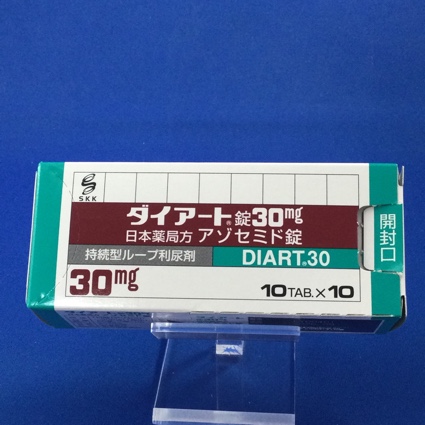 SKK
ダイアート®錠30mg
日本薬局方 アゾセミド錠
持続型ループ利尿剤
DIART®30
30mg
10TAB.×10
開封口